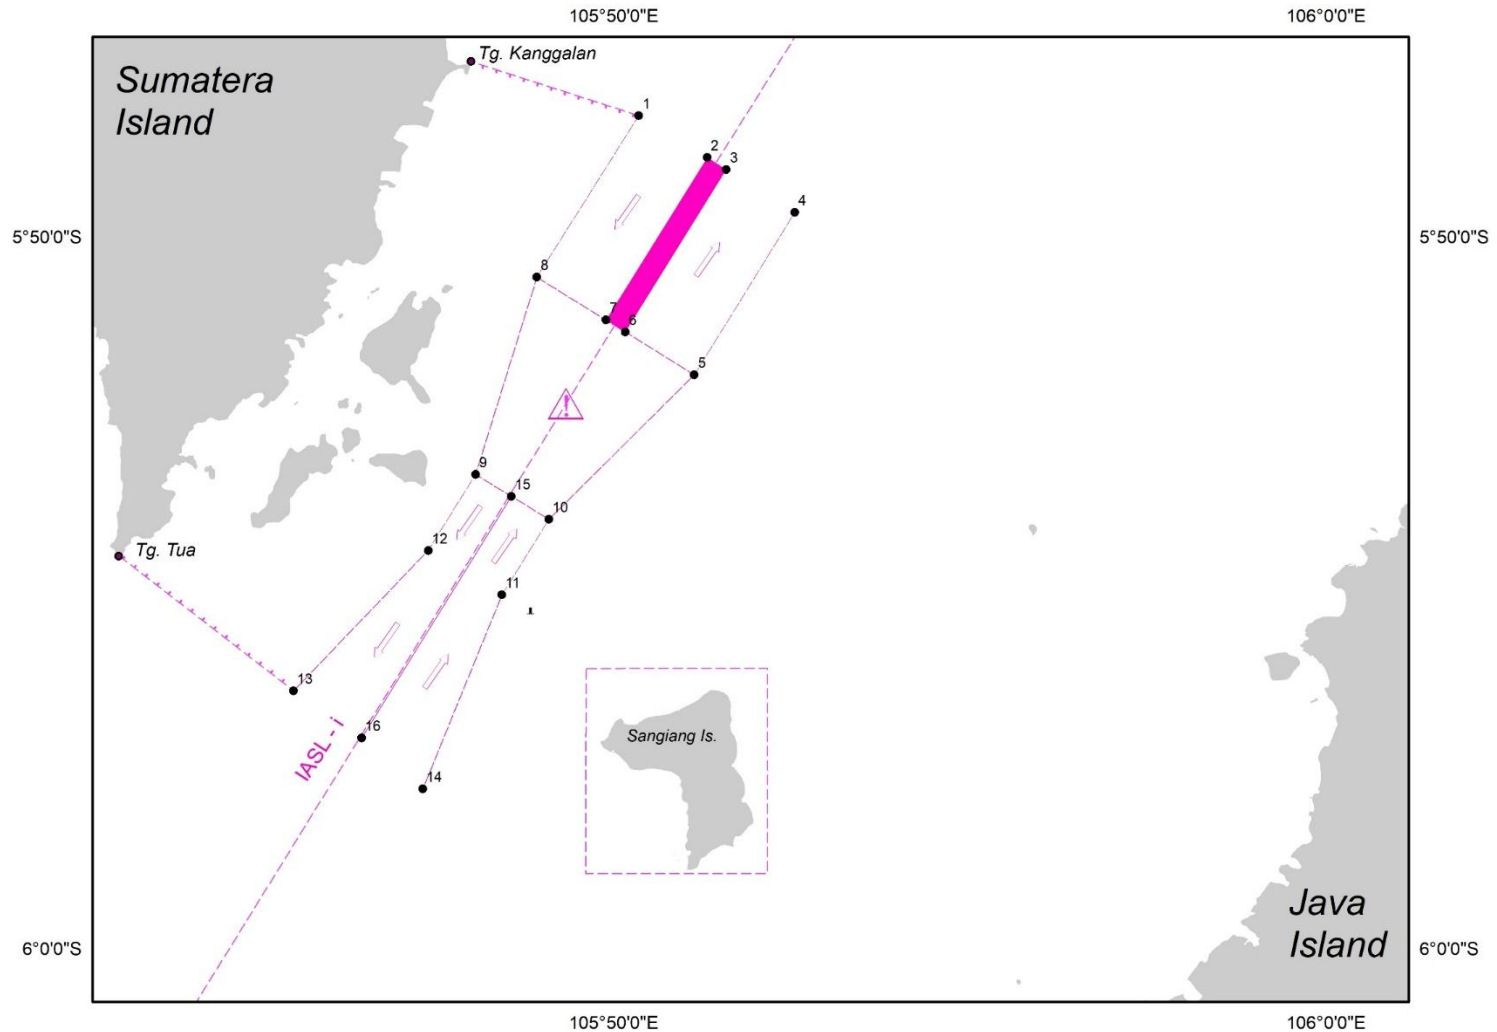 105°50'0"E
106°0'0"E
Tg. Kanggalan
Sumatera
Island
1
2
3
4
5°50'0"S
5°50'0"S
8
7
6
5
!
9
15
10
12
Tg. Tua
11
13
16
IASL - i
Sangiang Is.
14
Java
Island
6°0'0"S
6°0'0"S
105°50'0"E
106°0'0"E